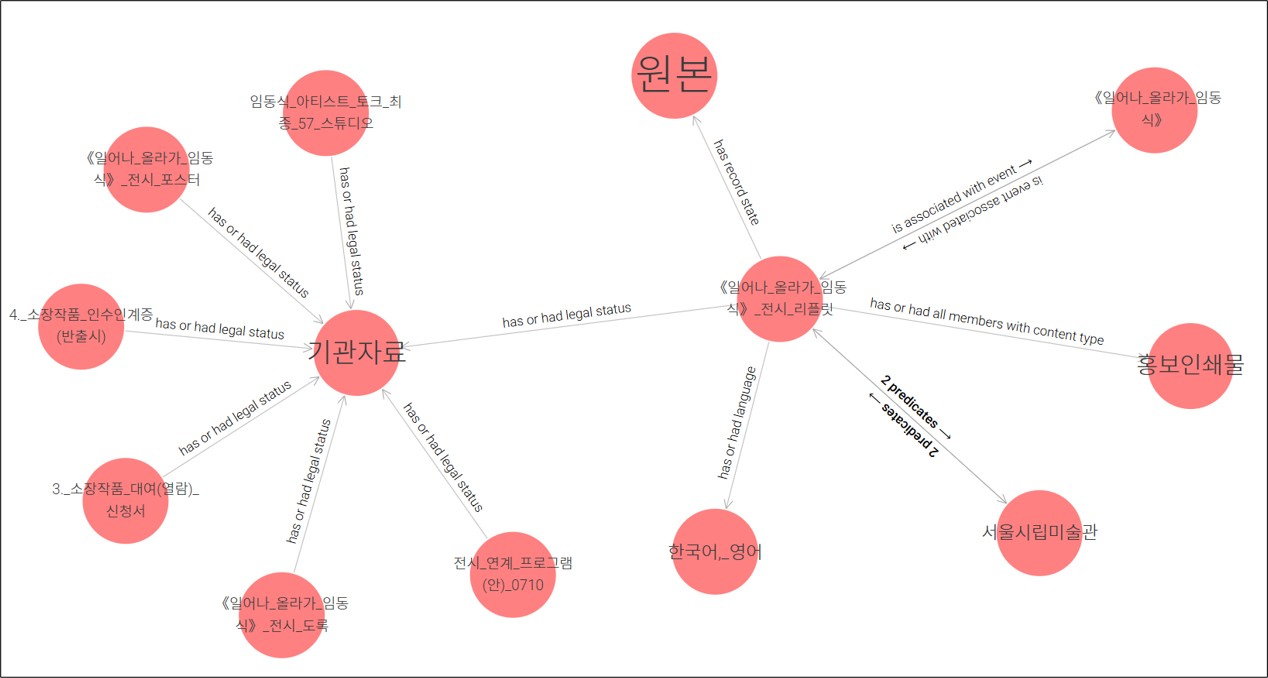 원본
임동식_아티스트_토크_최
종_57_스튜디오
《일어나_올라가_임동
식》
《일어나_올라가_임동
식》_전시_포스터
has record state
has or had legal status
is associated with event →
is event associated with →
has or had legal status
4._소장작품_인수인계증
(반출시)
has or had legal status
기관자료
has or had legal status
《일어나_올라가_임동
식》_전시_리플릿
has or had all members with content type
홍보인쇄물
has or had legal status
3._소장작품_대여(열람)_
신청서
has or had legal status
has or had legal status
has or had language
2 predicates →
2 predicates →
전시_연계_프로그램
(안)_0710
한국어,_영어
서울시립미술관
《일어나_올라가_임동
식》_전시_도록